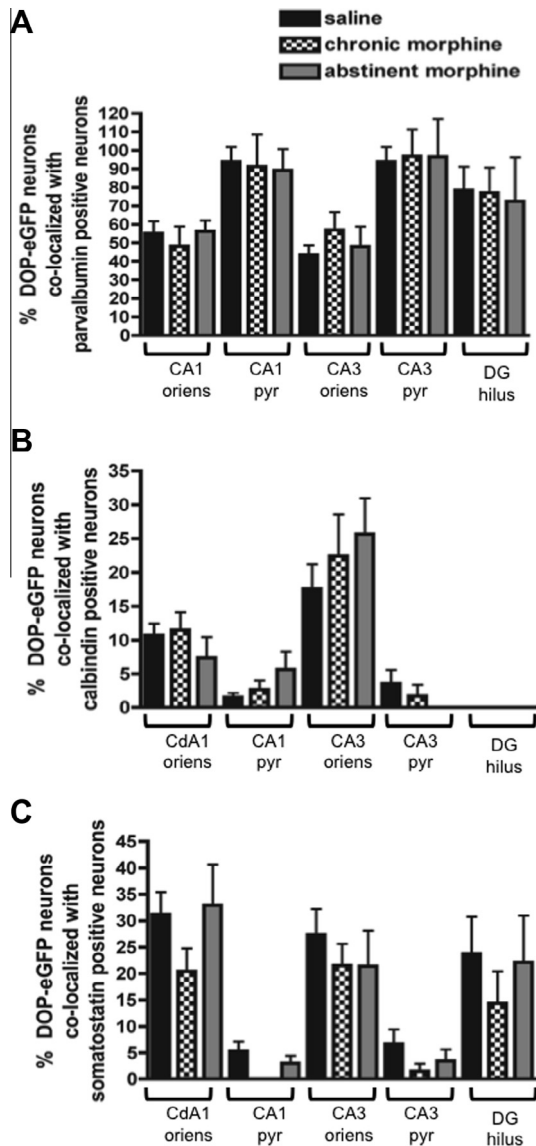 A
saline
chronic morphine
abstinent morphine
% DOP-eGFP neurons
co-localized with
parvalbumin positive neurons
120
110
100
90
80
70
60
50
40
30
20
10
0
CA1 CA1 CA3 CA3 DG
oriens pyr oriens pyr hilus
B
% DOP-eGFP neurons
co-localized with
calbindin positive neurons
35
30
25
20
15
10
5
0
CdA1 CA1 CA3 CA3 DG
oriens pyr oriens pyr hilus
C
% DOP-eGFP neurons
co-localized with
somatostatin positive neurons
45
40
35
30
25
20
15
10
5
0
CdA1 CA1 CA3 CA3 DG
oriens pyr oriens pyr hilus